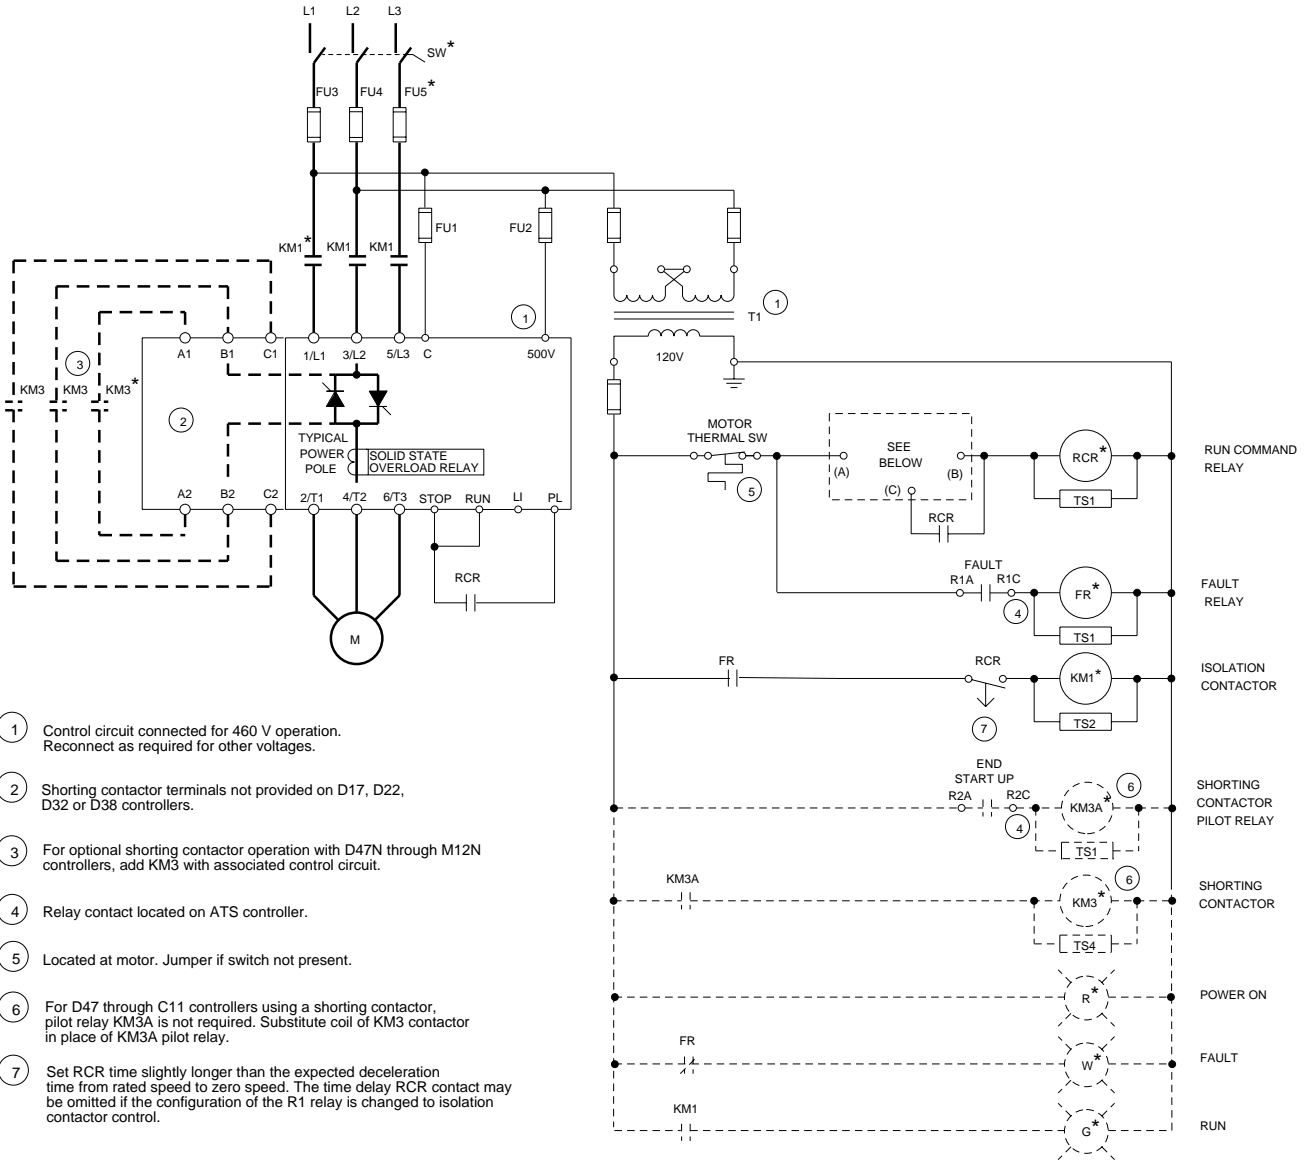 L1 L2 L3
SW*
FU3 FU4 FU5*
FU1 FU2
KM1* KM1 KM1
1
T1 1
A1 B1 C1 1/L1 3/L2 5/L3 C 500V
120V
3
KM3 KM3 KM3*
2
TYPICAL
POWER
POLE
SOLID STATE
OVERLOAD RELAY
A2 B2 C2 2/T1 4/T2 6/T3 STOP RUN LI PL
RCR
M
MOTOR
THERMAL SW
5
SEE
BELOW
(A) (B)
(C)
RCR
RCR*
TS1
RUN COMMAND
RELAY
FAULT
R1A R1C
4
FR*
TS1
FAULT
RELAY
FR
RCR
7
KM1*
TS2
ISOLATION
CONTACTOR
END
START UP
R2A R2C
4
KM3A*
6
TS1
SHORTING
CONTACTOR
PILOT RELAY
KM3A
KM3*
6
TS4
SHORTING
CONTACTOR
R*
POWER ON
FR
W*
FAULT
KM1
G*
RUN
1 Control circuit connected for 460 V operation.
Reconnect as required for other voltages.
2 Shorting contactor terminals not provided on D17, D22,
D32 or D38 controllers.
3 For optional shorting contactor operation with D47N through M12N
controllers, add KM3 with associated control circuit.
4 Relay contact located on ATS controller.
5 Located at motor. Jumper if switch not present.
6 For D47 through C11 controllers using a shorting contactor,
pilot relay KM3A is not required. Substitute coil of KM3 contactor
in place of KM3A pilot relay.
7 Set RCR time slightly longer than the expected deceleration
time from rated speed to zero speed. The time delay RCR contact may
be omitted if the configuration of the R1 relay is changed to isolation
contactor control.